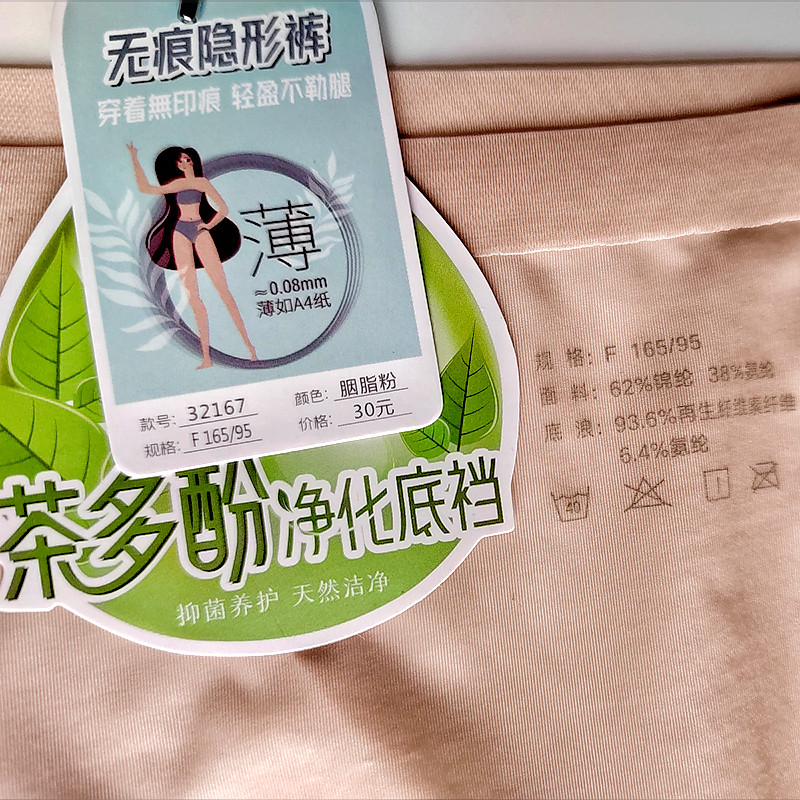 无痕隐形裤
穿着無印痕 轻盈不勒腿
薄
≈0.08mm
薄如A4纸
款号: 32167
颜色: 胭脂粉
规格: F 165/95
价格: 30元
茶多酚净化底裆
抑菌养护 天然洁净
规 格: F 165/95
面 料: 62%锦纶 38%氨纶
底 浪: 93.6%再生纤维素纤维
6.4%氨纶
40